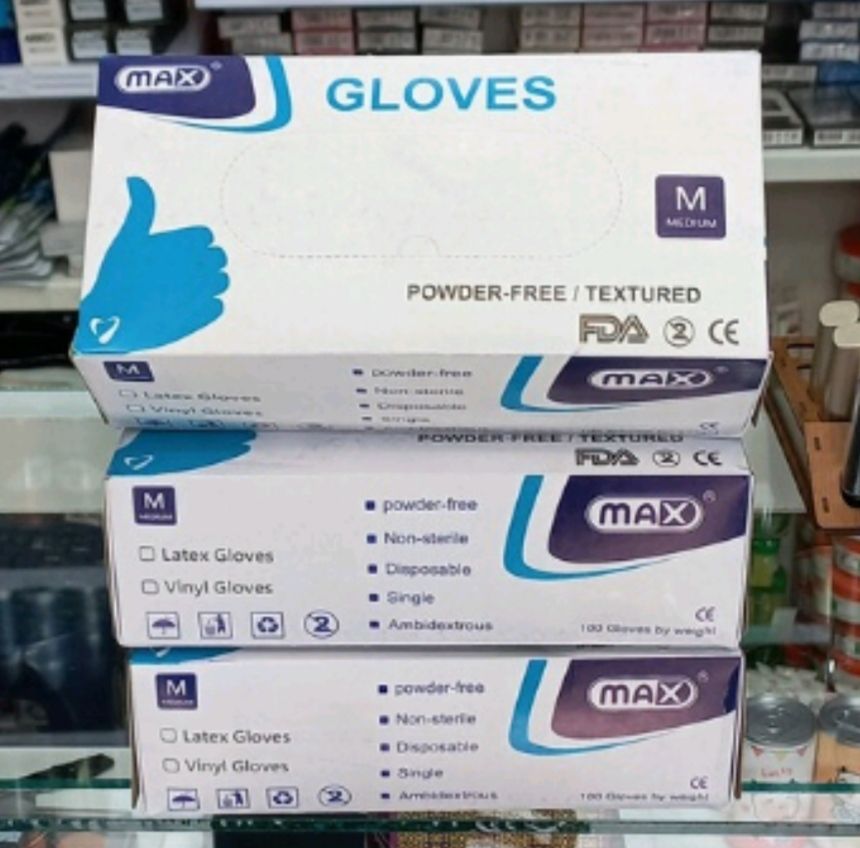 MAX®
GLOVES
M
MEDIUM
POWDER-FREE / TEXTURED
FDA 2 CE
M
Latex Gloves
Vinyl Gloves
powder-free
Non-sterile
Disposable
Single
MAX®
CE
POWDER-FREE / TEXTURED
FDA 2 CE
M
MEDIUM
Latex Gloves
Vinyl Gloves
2
powder-free
Non-sterile
Disposable
Single
Ambidextrous
MAX®
CE
100 Gloves by weight
M
MEDIUM
Latex Gloves
Vinyl Gloves
2
powder-free
Non-sterile
Disposable
Single
Ambidextrous
MAX®
CE
100 Gloves by weight